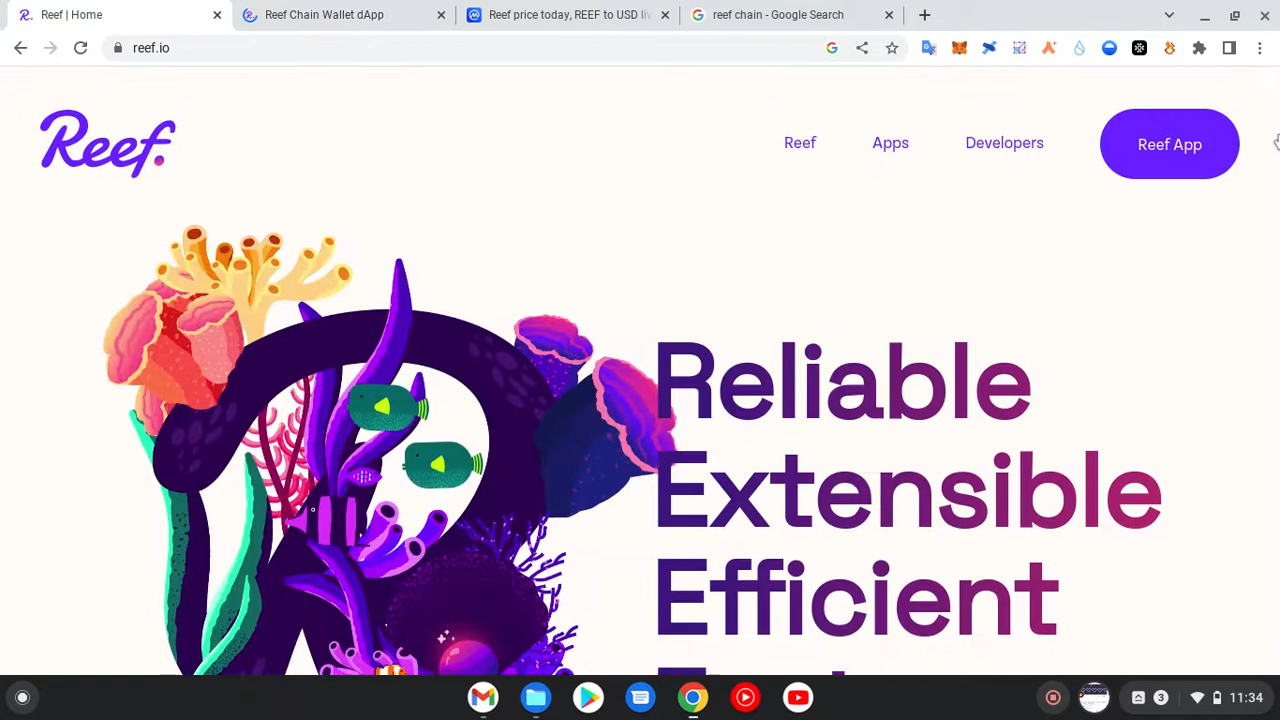 Reef | Home
Reef Chain Wallet dApp
Reef price today, REEF to USD liv
reef chain - Google Search
reef.io
Reef.
Reef
Apps
Developers
Reef App
Reliable
Extensible
Efficient
3
11:34